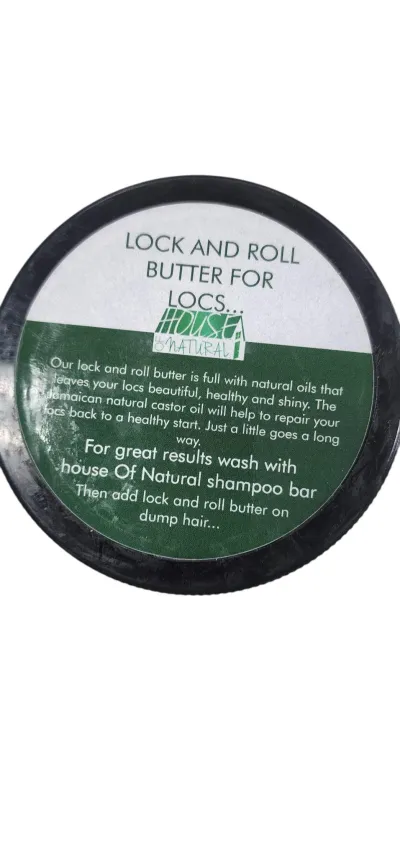 LOCK AND ROLL
BUTTER FOR
LOCS...
HOUSE
OF NATURAL
Our lock and roll butter is full with natural oils that
leaves your locs beautiful, healthy and shiny. The
Jamaican natural castor oil will help to repair your
locs back to a healthy start. Just a little goes a long
way.
For great results wash with
house Of Natural shampoo bar
Then add lock and roll butter on
dump hair...